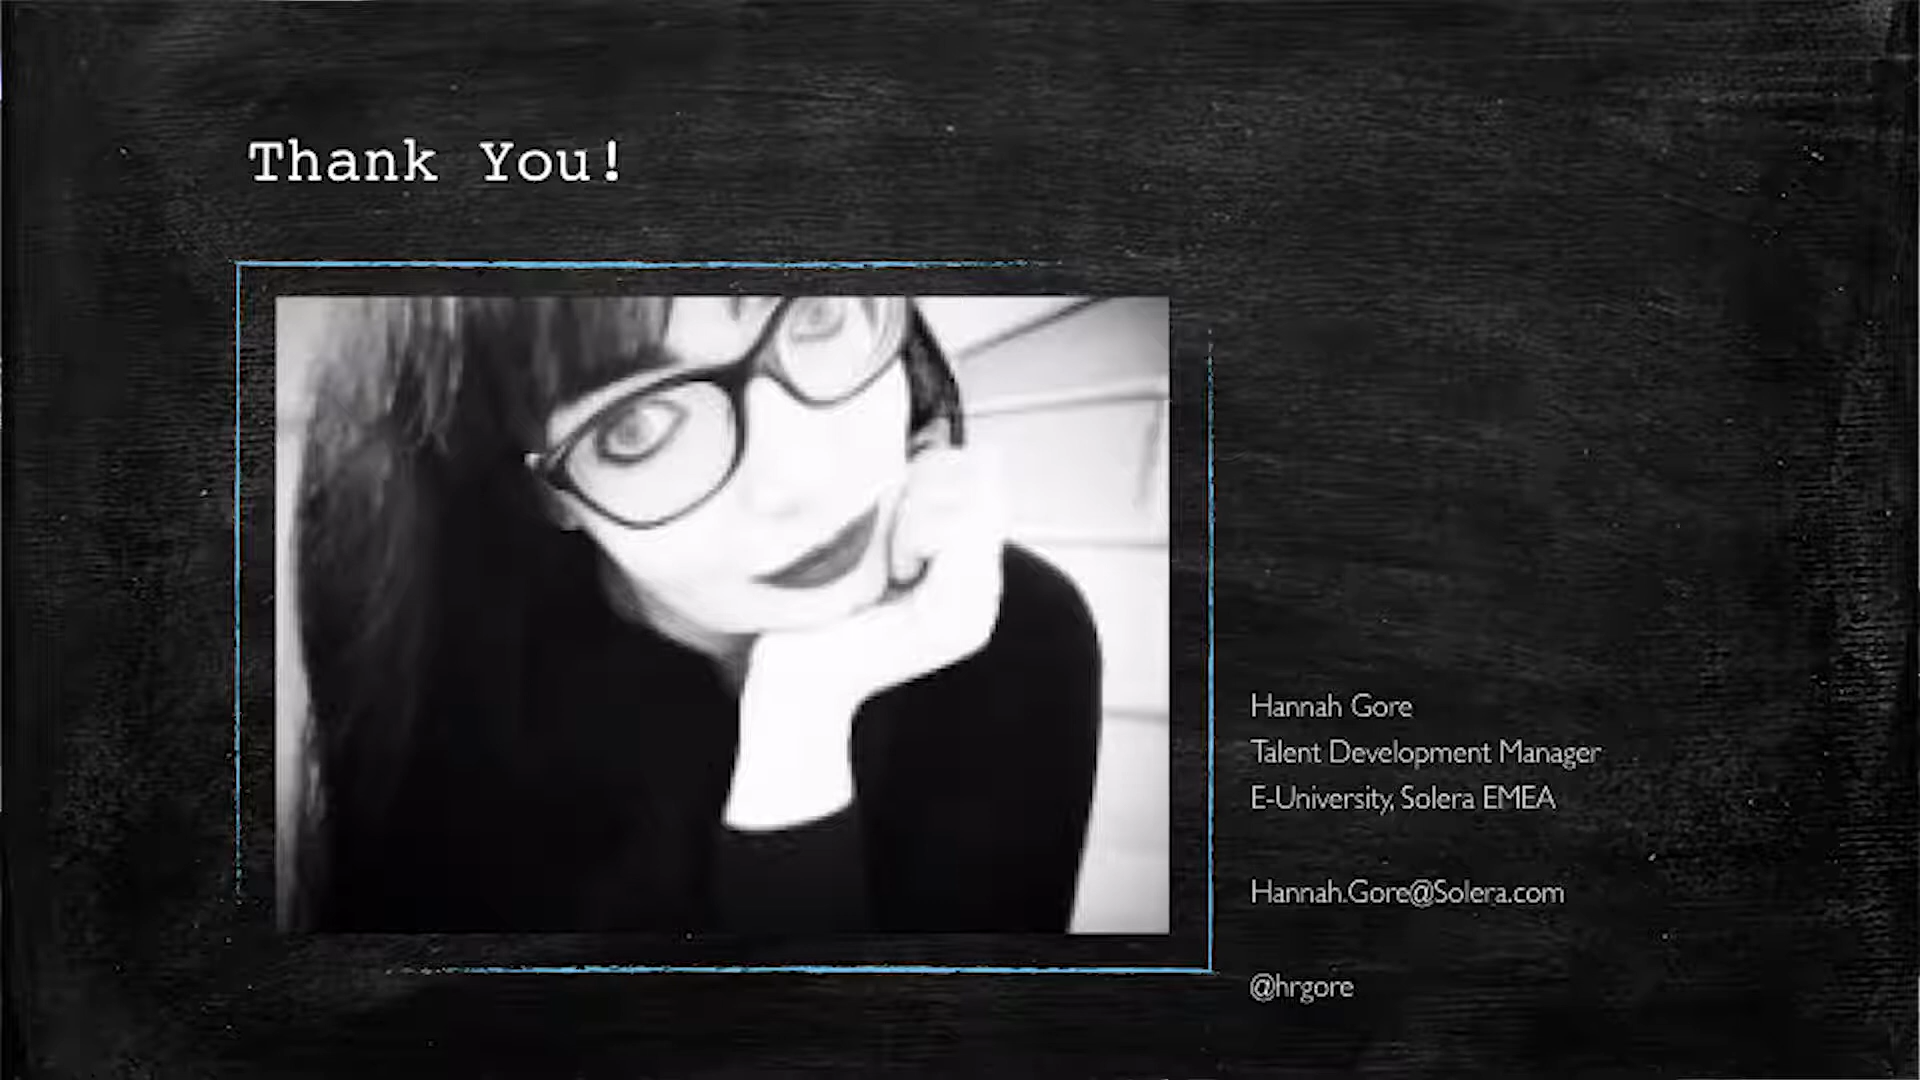 Thank You!
Hannah Gore
Talent Development Manager
E-University, Solera EMEA
Hannah.Gore@Solera.com
@hrgore